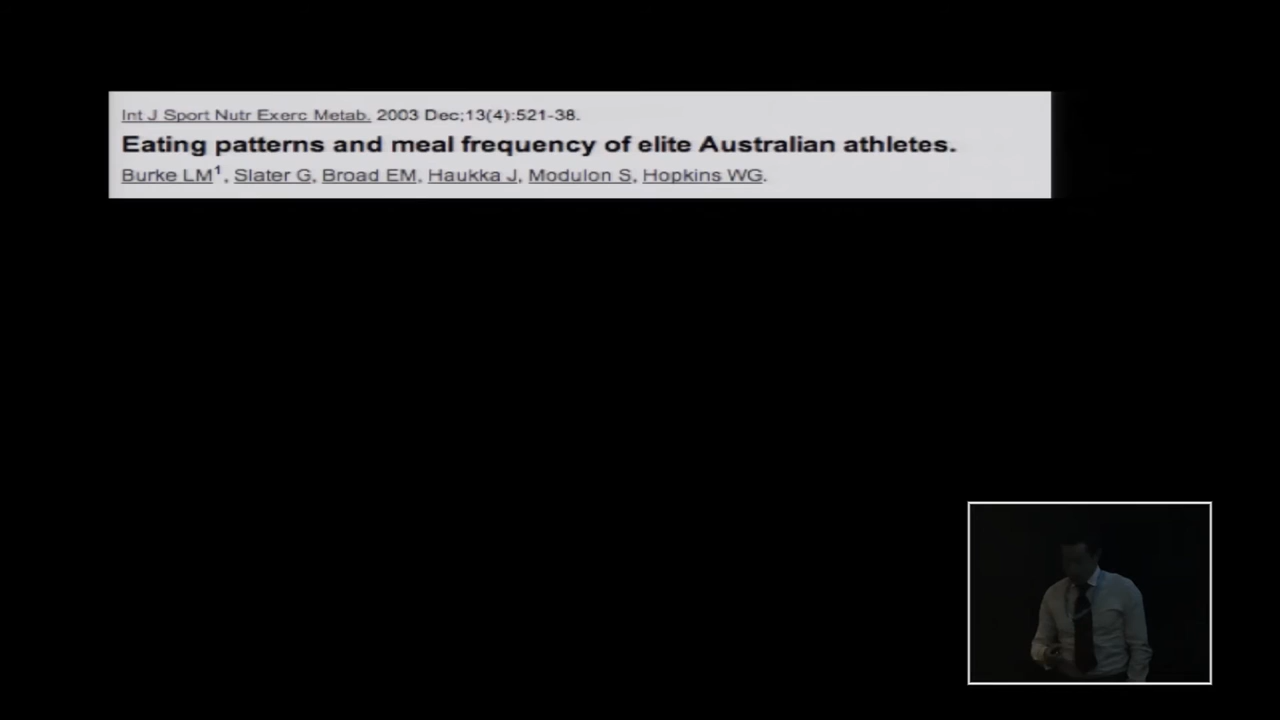 Int J Sport Nutr Exerc Metab. 2003 Dec;13(4):521-38.
Eating patterns and meal frequency of elite Australian athletes.
Burke LM1, Slater G, Broad EM, Haukka J, Modulon S, Hopkins WG.